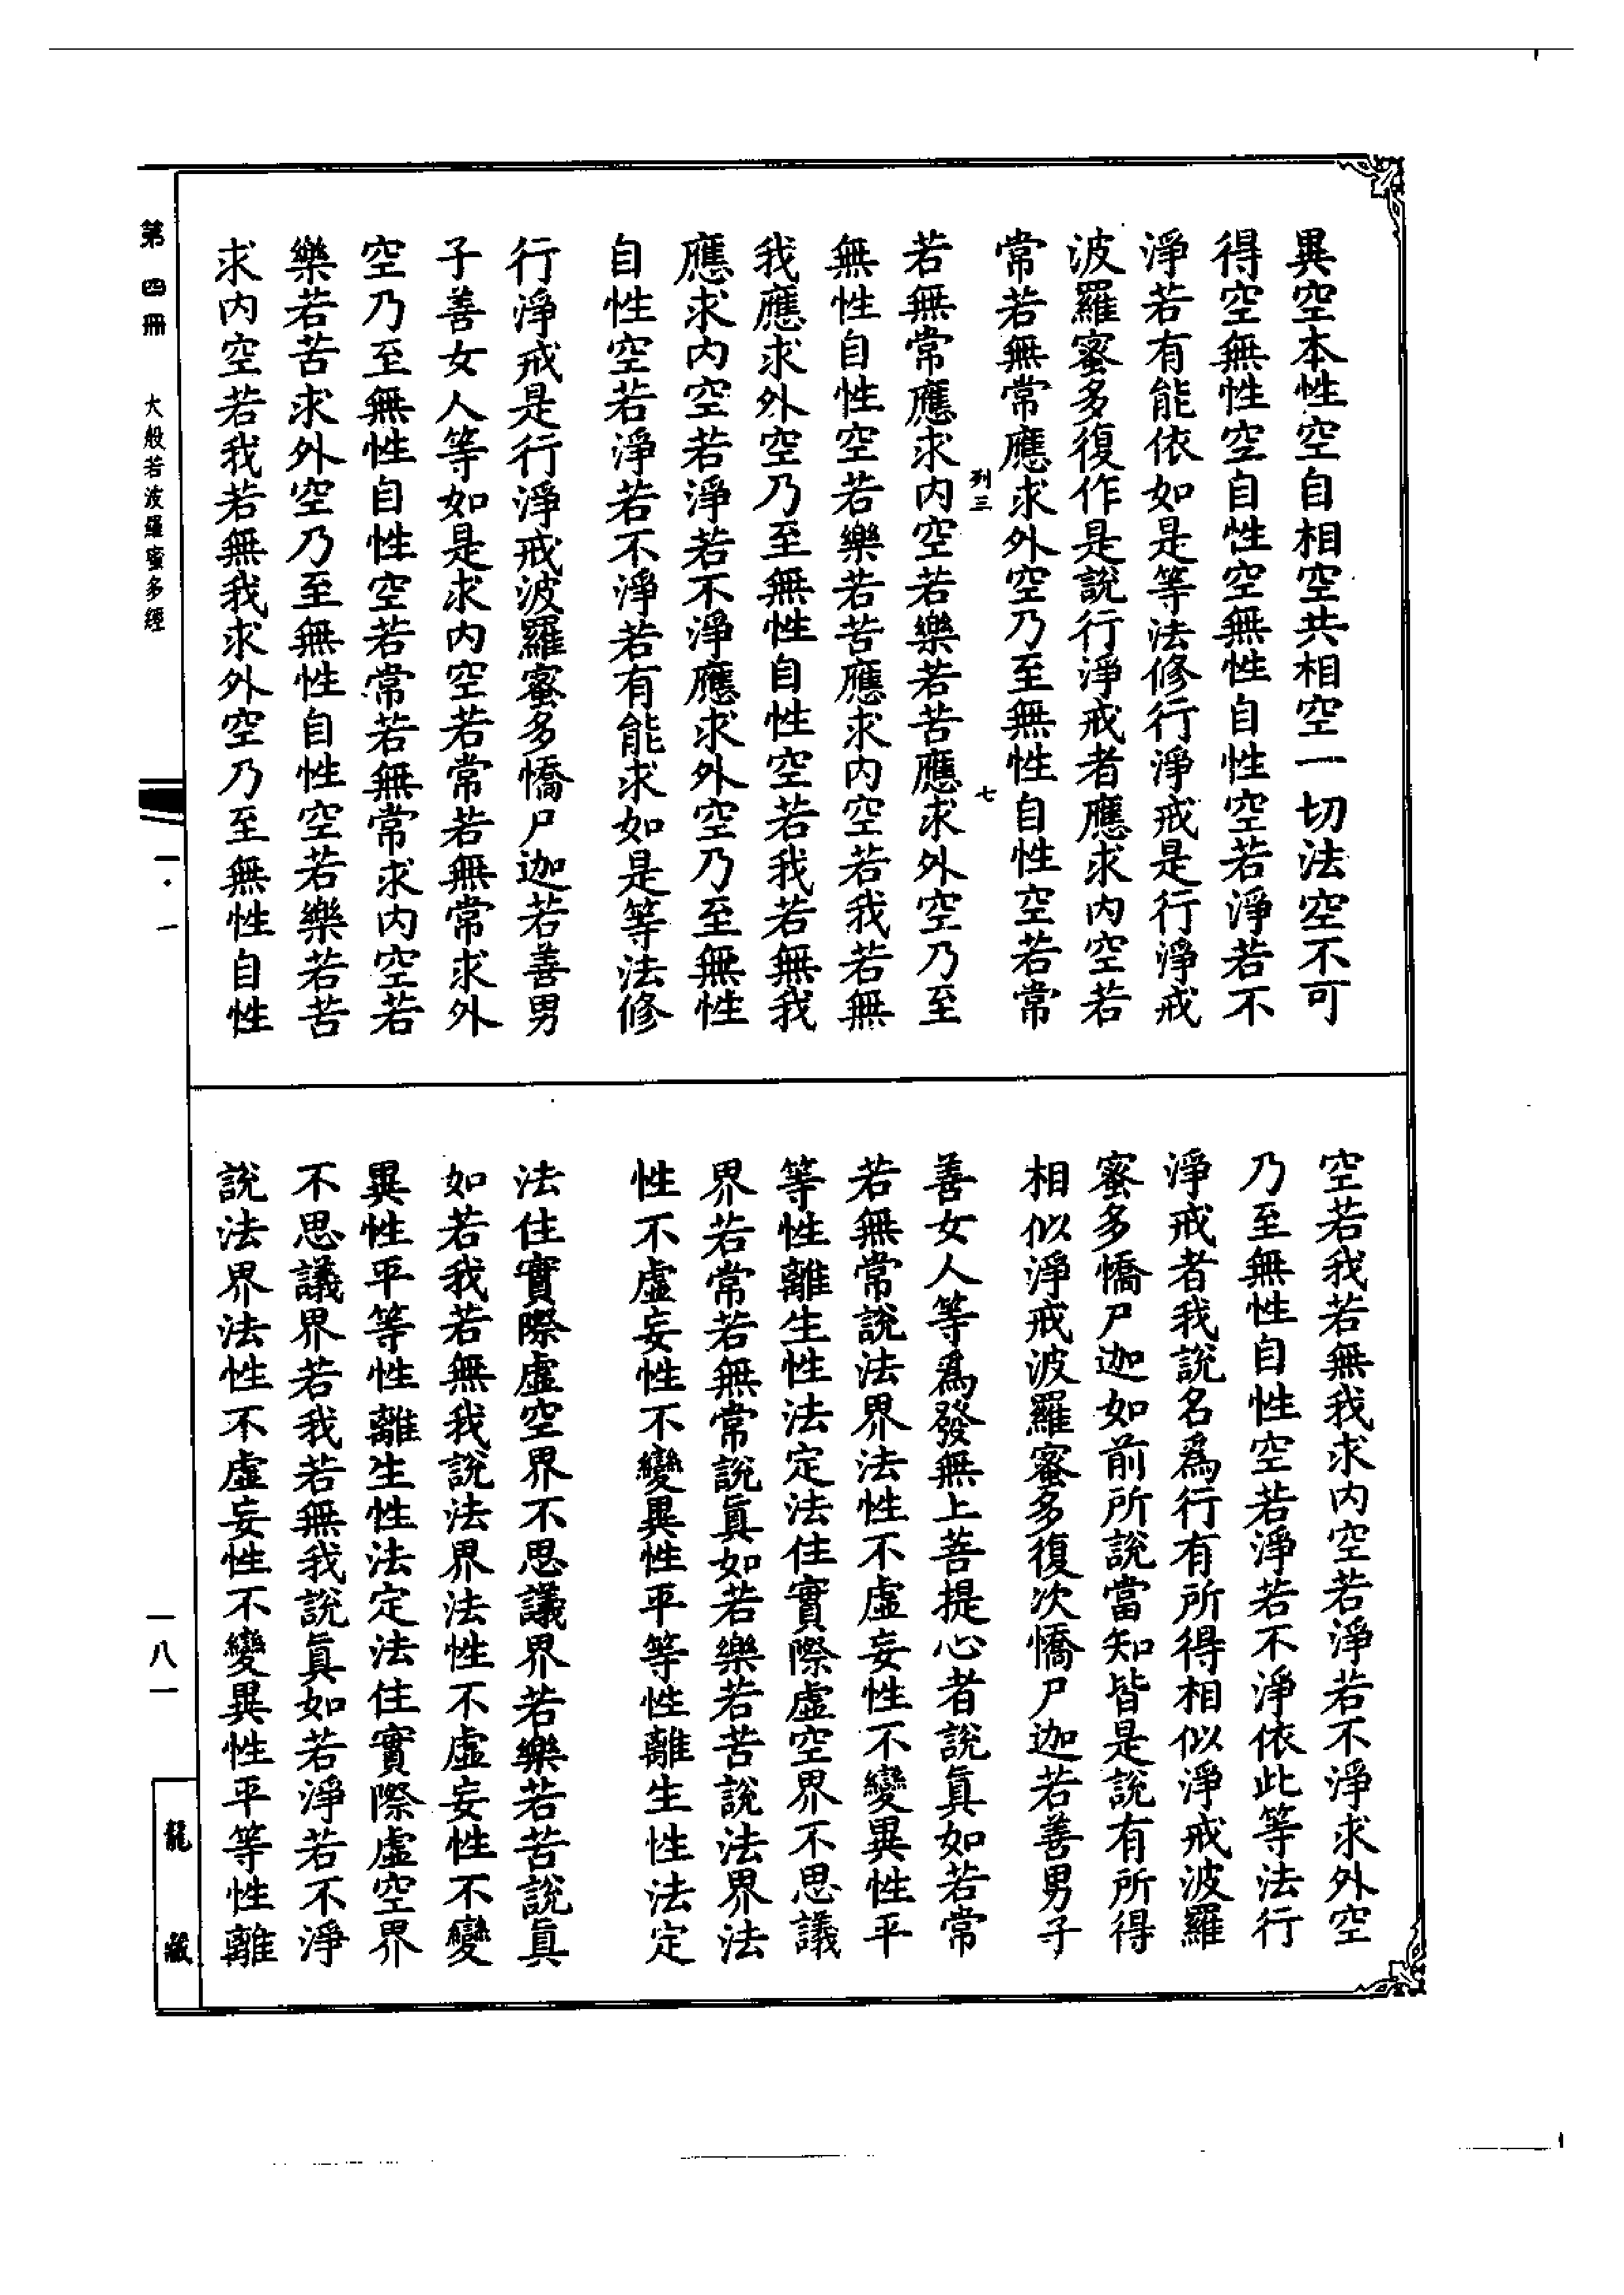 異空本性空自相空共相空一切法空不可
得空無性空自性空無性自性空若淨若不
淨若有能依如是等法修行淨戒是行淨戒
波羅蜜多復作是說行淨戒者應求內空若
常若無常應求外空乃至無性自性空若常
列三　七
若無常應求內空若樂若苦應求外空乃至
無性自性空若樂若苦應求內空若我若無
我應求外空乃至無性自性空若我若無我
應求內空若淨若不淨應求外空乃至無性
自性空若淨若不淨若有能求如是等法修
行淨戒是行淨戒波羅蜜多憍尸迦若善男
子善女人等如是求內空若常若無常求外
空乃至無性自性空若常若無常求內空若
樂若苦求外空乃至無性自性空若樂若苦
求內空若我若無我求外空乃至無性自性
空若我若無我求內空若淨若不淨求外空
乃至無性自性空若淨若不淨依此等法行
淨戒者我說名為行有所得相似淨戒波羅
蜜多憍尸迦如前所說當知皆是說有所得
相似淨戒波羅蜜多復次憍尸迦若善男子
善女人等為發無上菩提心者說真如若常
若無常說法界法性不虛妄性不變異性平
等性離生性法定法住實際虛空界不思議
界若常若無常說真如若樂若苦說法界法
性不虛妄性不變異性平等性離生性法定
法住實際虛空界不思議界若樂若苦說真
如若我若無我說法界法性不虛妄性不變
異性平等性離生性法定法住實際虛空界
不思議界若我若無我說真如若淨若不淨
說法界法性不虛妄性不變異性平等性離
第四冊　大般若波羅蜜多經
一·一
一八一
龍藏